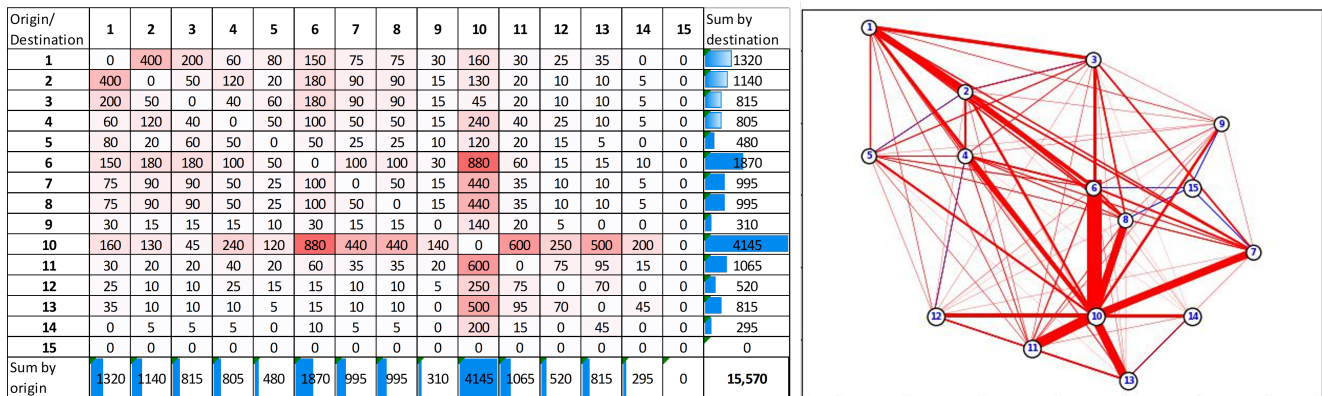 Origin/ Destination 1 2 3 4 5 6 7 8 9 10 11 12 13 14 15 Sum by destination
1 0 400 200 60 80 150 75 75 30 160 30 25 35 0 0 1320
2 400 0 50 120 20 180 90 90 15 130 20 10 10 5 0 1140
3 200 50 0 40 60 180 90 90 15 45 20 10 10 5 0 815
4 60 120 40 0 50 100 50 50 15 240 40 25 10 5 0 805
5 80 20 60 50 0 50 25 25 10 120 20 15 5 0 0 480
6 150 180 180 100 50 0 100 100 30 880 60 15 15 10 0 1870
7 75 90 90 50 25 100 0 50 15 440 35 10 10 5 0 995
8 75 90 90 50 25 100 50 0 15 440 35 10 10 5 0 995
9 30 15 15 15 10 30 15 15 0 140 20 5 0 0 0 310
10 160 130 45 240 120 880 440 440 140 0 600 250 500 200 0 4145
11 30 20 20 40 20 60 35 35 20 600 0 75 95 15 0 1065
12 25 10 10 25 15 15 10 10 5 250 75 0 70 0 0 520
13 35 10 10 10 5 15 10 10 0 500 95 70 0 45 0 815
14 0 5 5 5 0 10 5 5 0 200 15 0 45 0 0 295
15 0 0 0 0 0 0 0 0 0 0 0 0 0 0 0 0
Sum by origin 1320 1140 815 805 480 1870 995 995 310 4145 1065 520 815 295 0 15,570
1
3
2
9
5
4
6
15
8
7
12
10
14
11
13